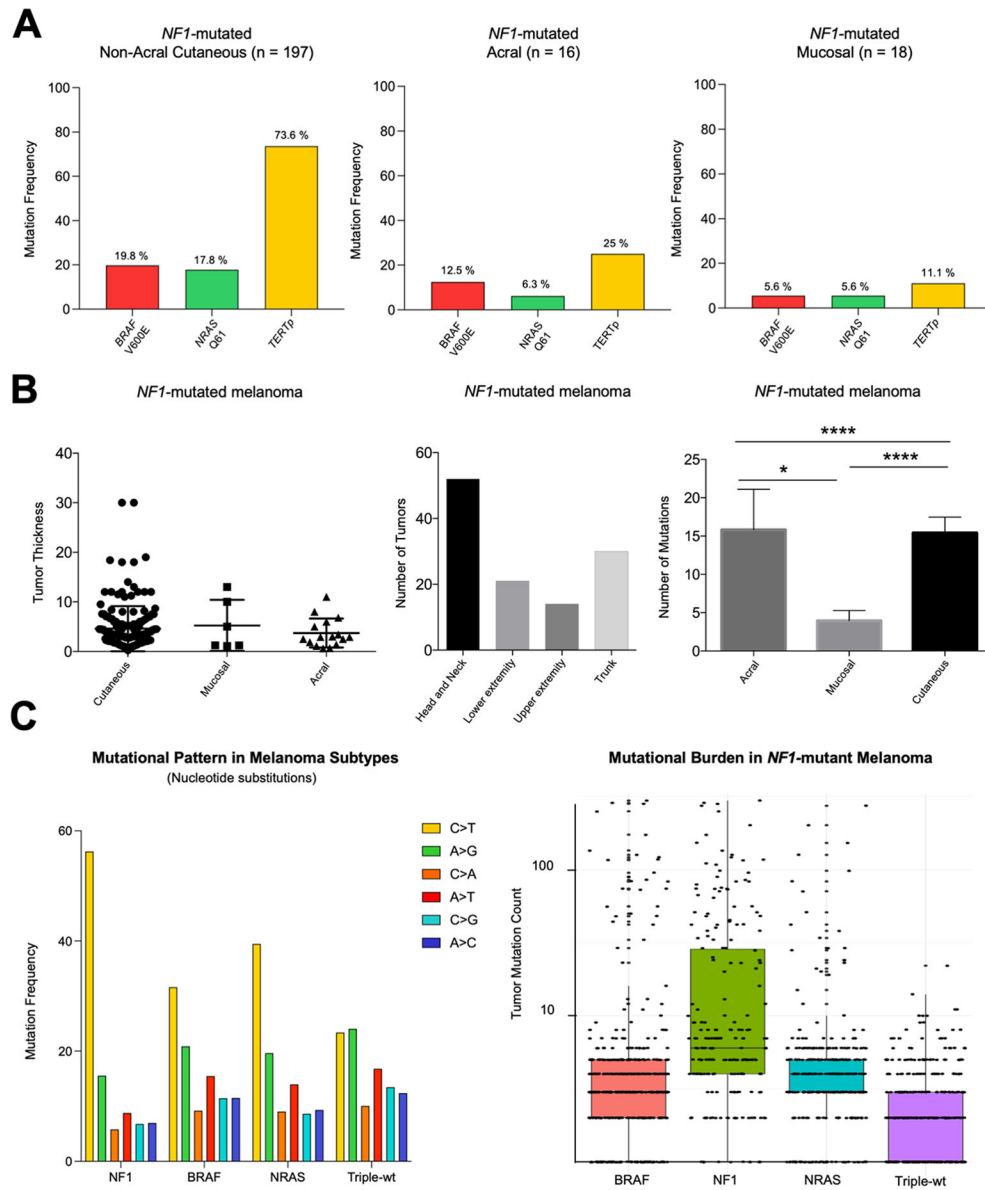 A
NF1-mutated
Non-Acral Cutaneous (n = 197)
Mutation Frequency
100
80
60
40
20
0
19.8 %
17.8 %
73.6 %
BRAF
V600E
NRAS
Q61
TERTp
NF1-mutated
Acral (n = 16)
Mutation Frequency
100
80
60
40
20
0
12.5 %
6.3 %
25 %
BRAF
V600E
NRAS
Q61
TERTp
NF1-mutated
Mucosal (n = 18)
Mutation Frequency
100
80
60
40
20
0
5.6 %
5.6 %
11.1 %
BRAF
V600E
NRAS
Q61
TERTp
B
NF1-mutated melanoma
Tumor Thickness
40
30
20
10
0
Cutaneous
Mucosal
Acral
NF1-mutated melanoma
Number of Tumors
60
40
20
0
Head and Neck
Lower extremity
Upper extremity
Trunk
NF1-mutated melanoma
Number of Mutations
25
20
15
10
5
0
****
*
****
Acral
Mucosal
Cutaneous
C
Mutational Pattern in Melanoma Subtypes
(Nucleotide substitutions)
Mutation Frequency
60
40
20
0
NF1
BRAF
NRAS
Triple-wt
C>T
A>G
C>A
A>T
C>G
A>C
Mutational Burden in NF1-mutant Melanoma
Tumor Mutation Count
100
10
BRAF
NF1
NRAS
Triple-wt